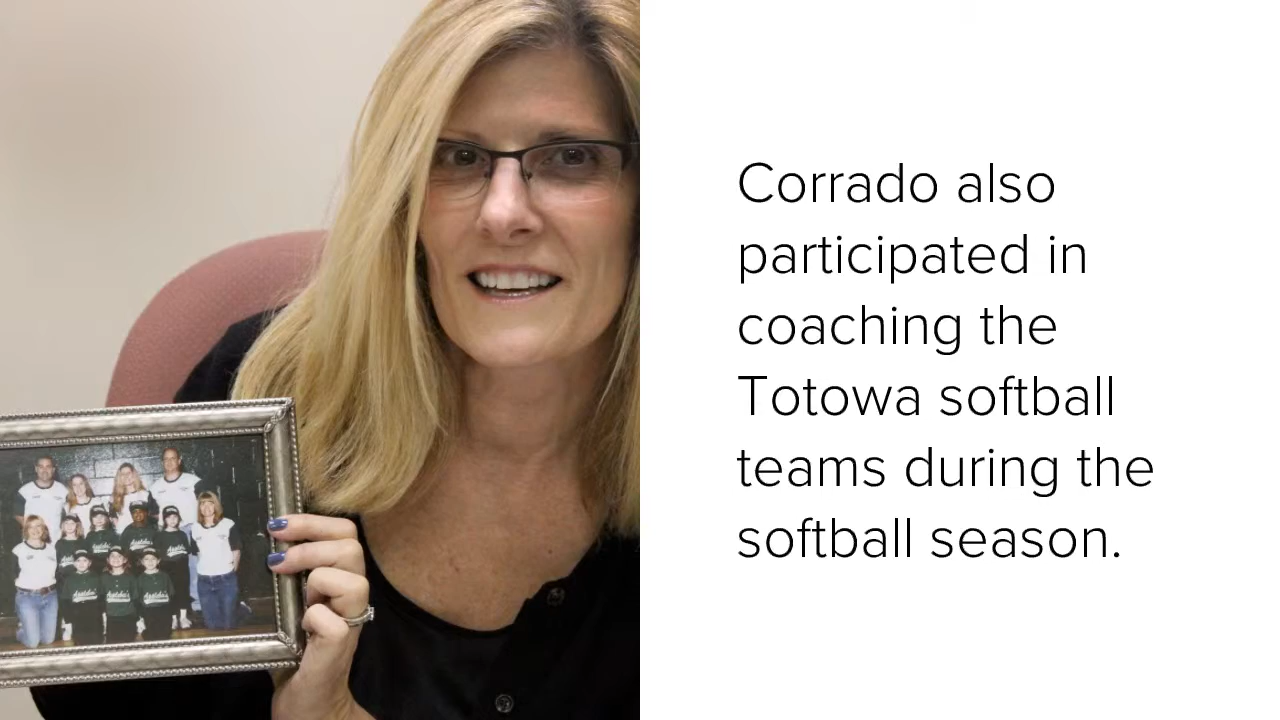 Corrado also
participated in
coaching the
Totowa softball
teams during the
softball season.